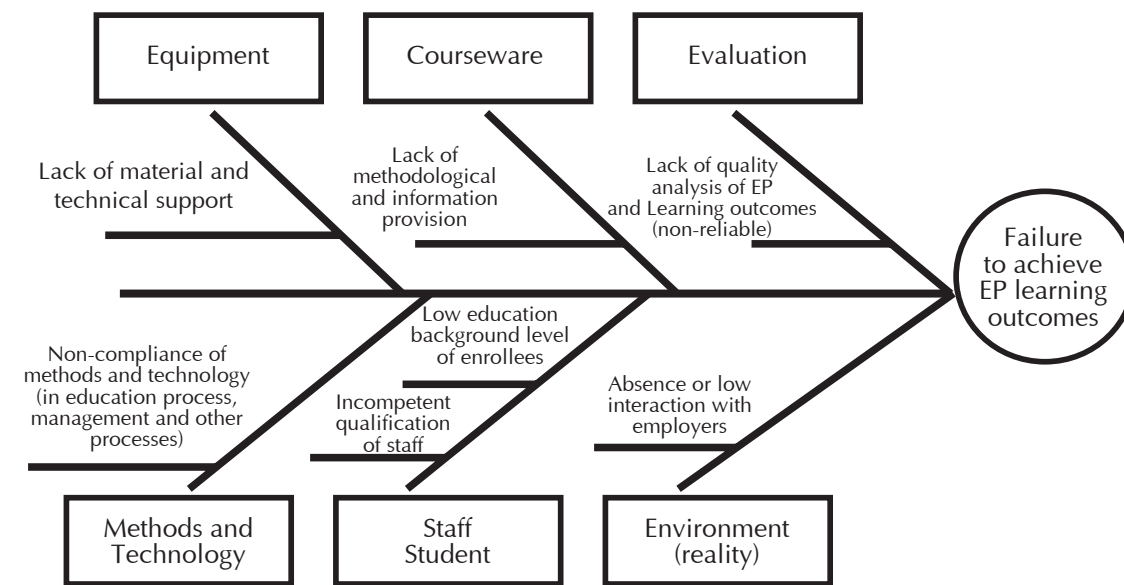 Equipment
Courseware
Evaluation
Lack of material and
technical support
Lack of
methodological
and information
provision
Lack of quality
analysis of EP
and Learning outcomes
(non-reliable)
Failure
to achieve
EP learning
outcomes
Non-compliance of
methods and technology
(in education process,
management and other
processes)
Low education
background level
of enrollees
Incompetent
qualification
of staff
Absence or low
interaction with
employers
Methods and
Technology
Staff
Student
Environment
(reality)